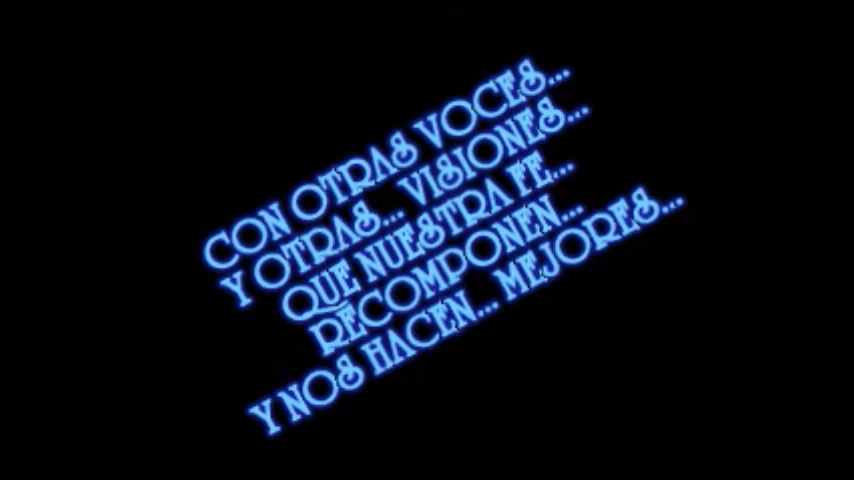 CON OTRAS VOCES...
Y OTRAS... VISIONES...
QUE NUESTRA FE...
RECOMPONEN...
Y NOS HACEN... MEJORES...